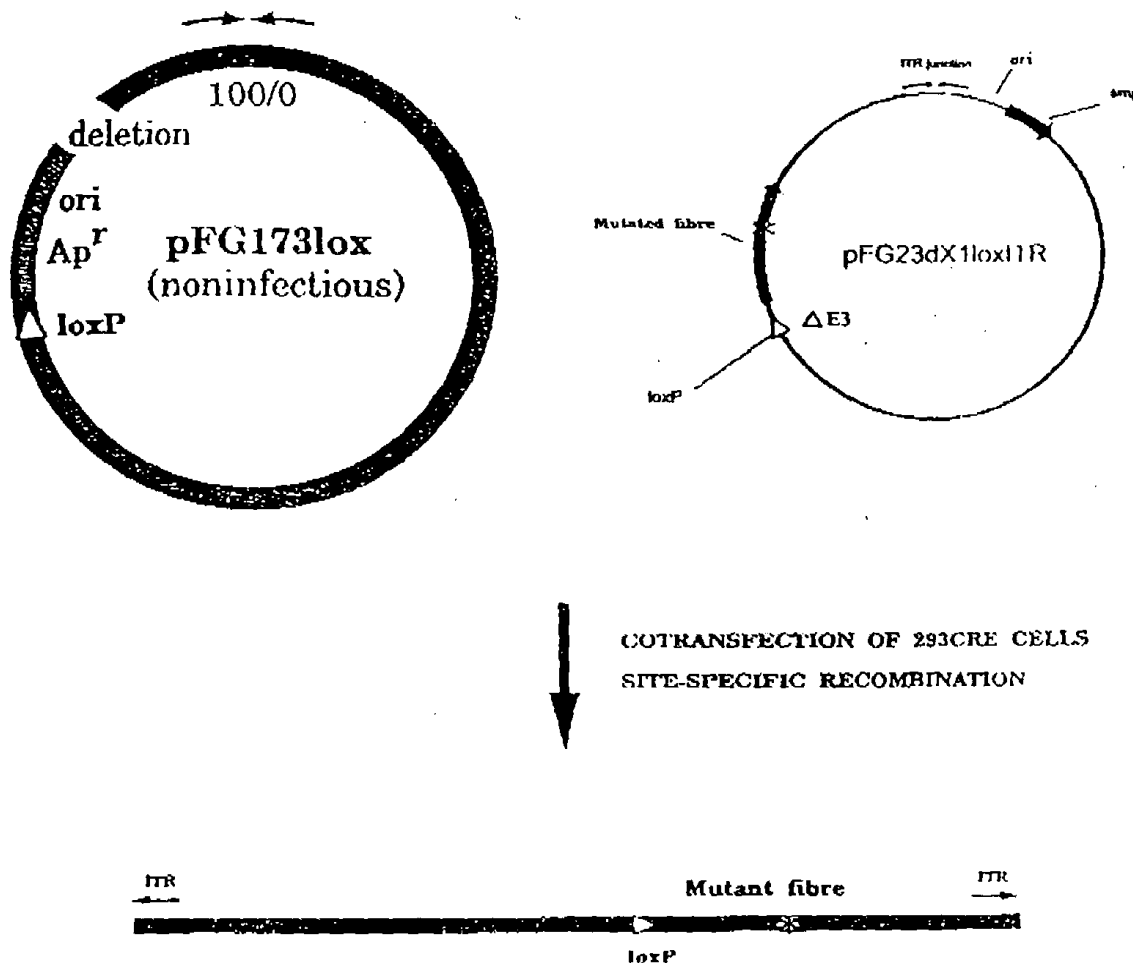 100/0
deletion
ori
Ap r
loxP
pFG173lox
(noninfectious)
ITR junction
ori
Mutated fibre
pFG23dX1loxITR
ΔE3
loxP
COTRANSFECTION OF 293CRE CELLS
SITE-SPECIFIC RECOMBINATION
ITR
Mutant fibre
ITR
loxP